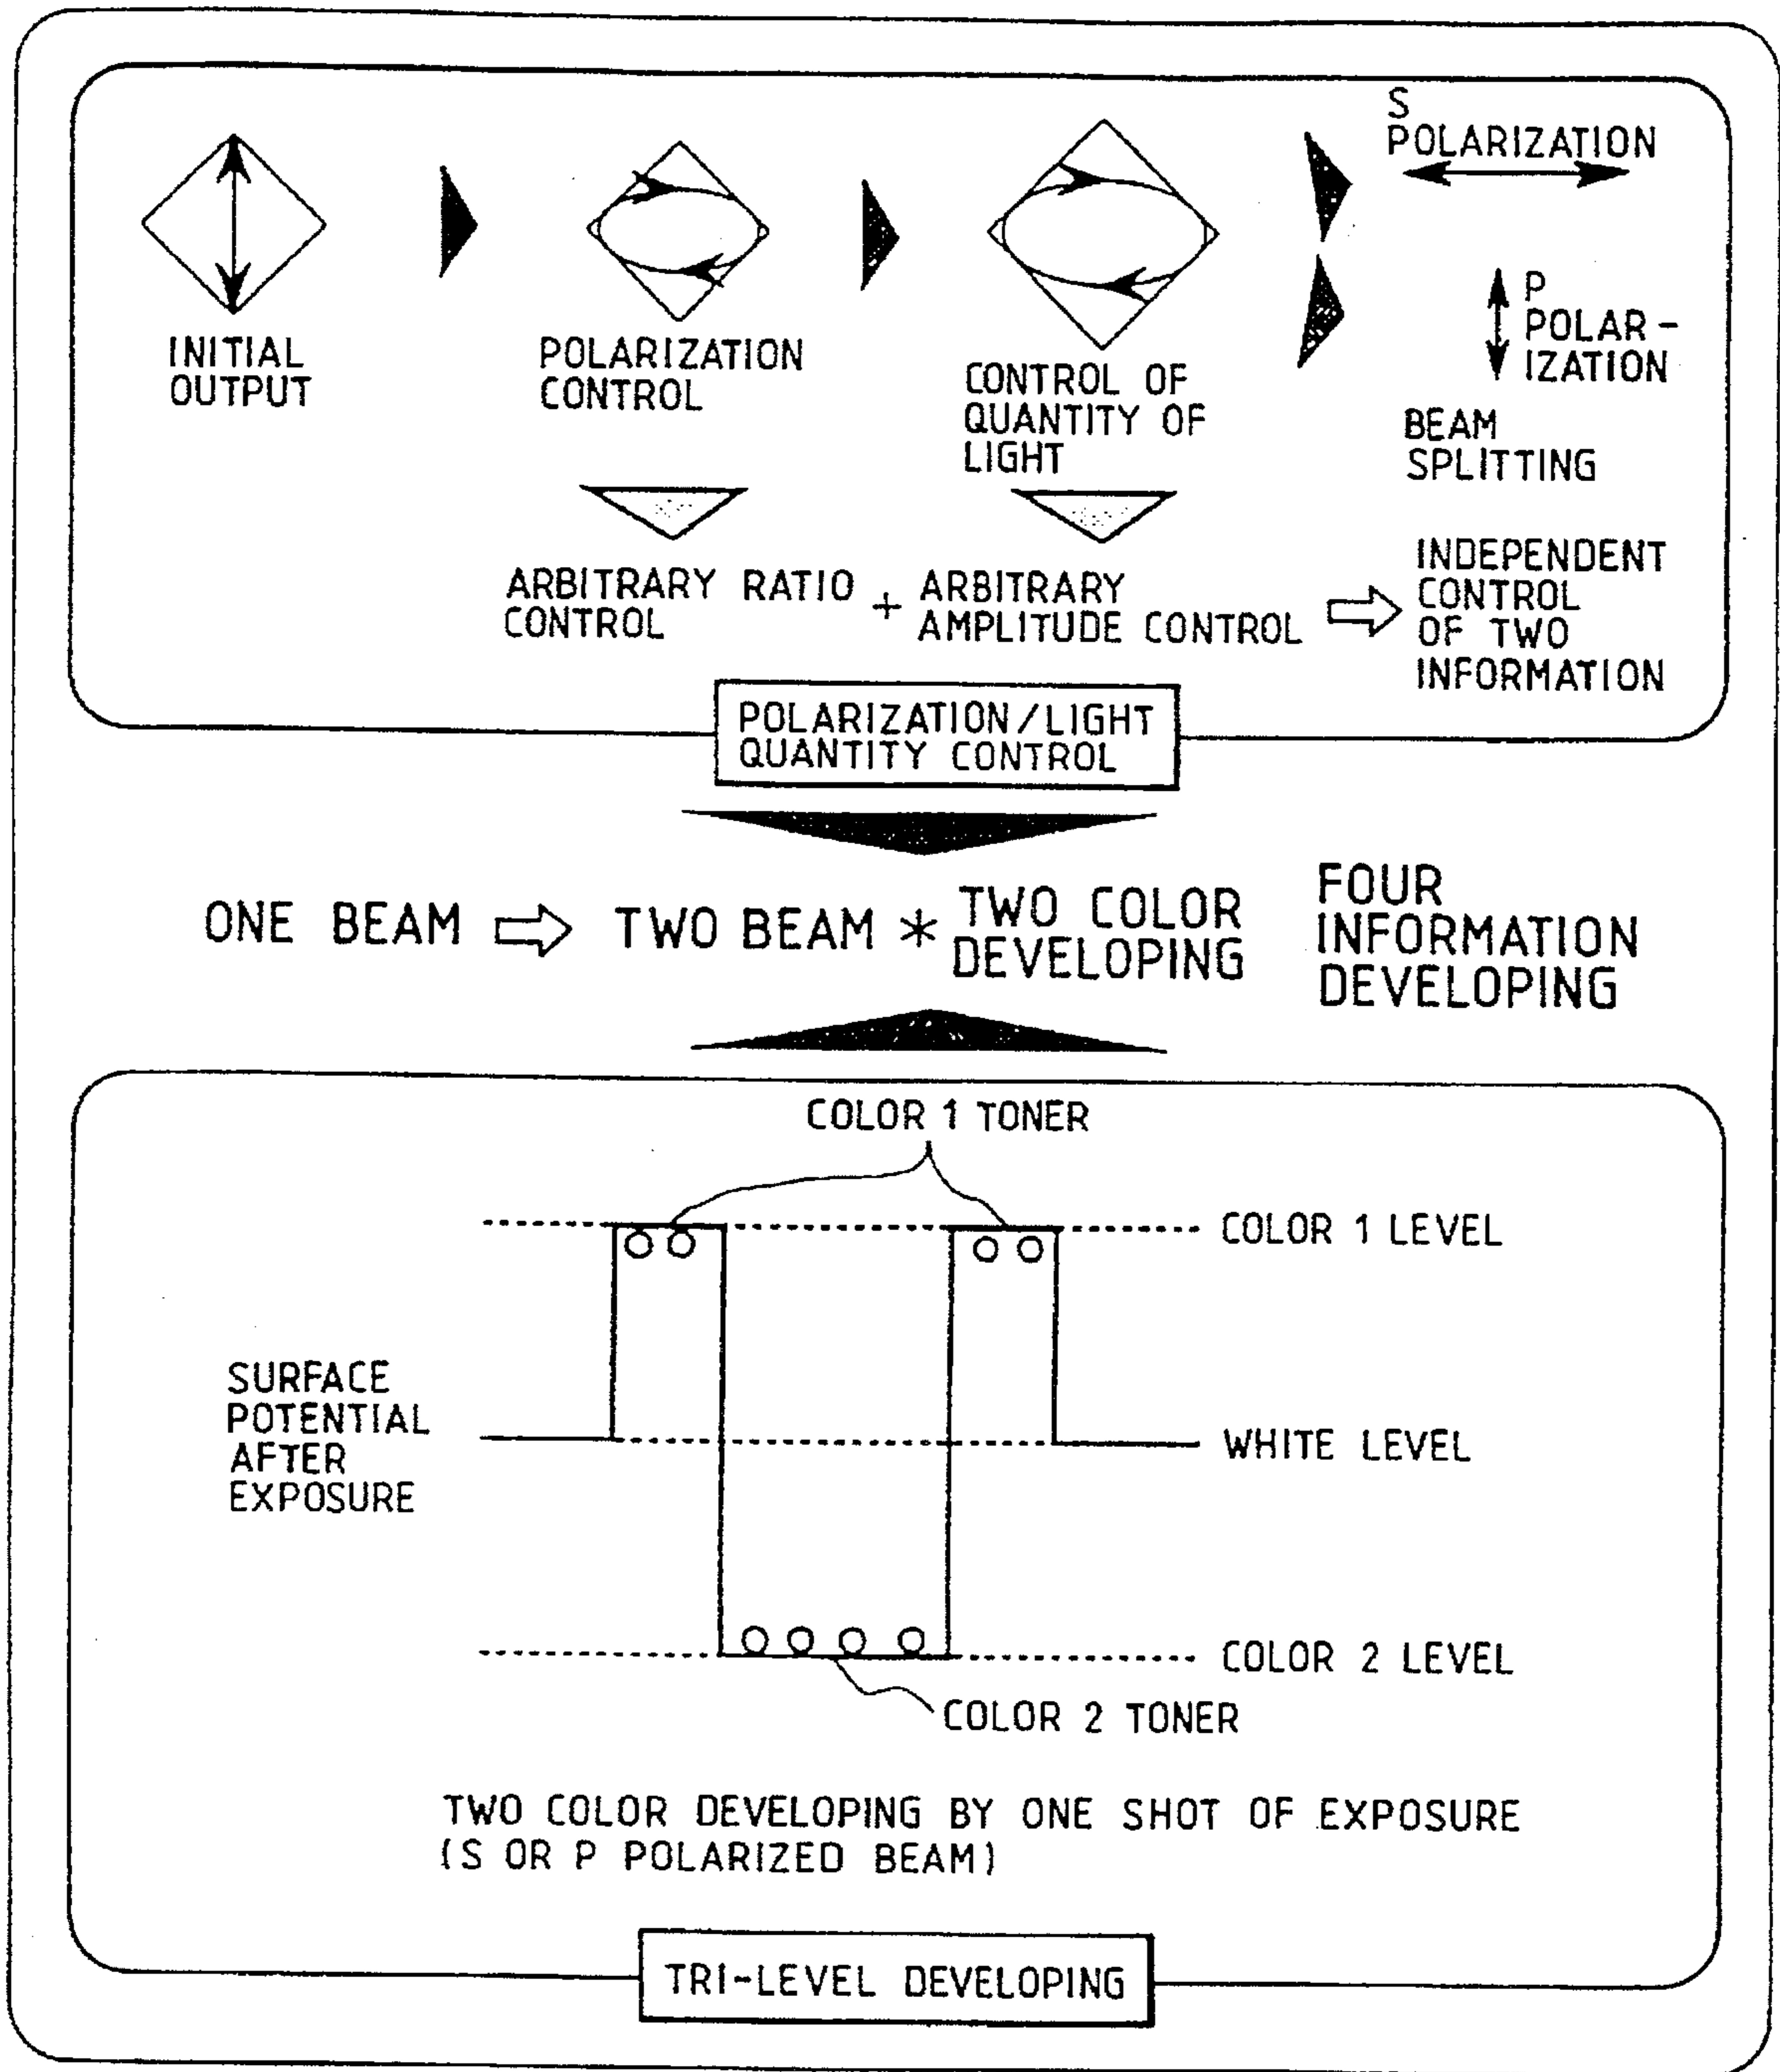 S
POLARIZATION
P
POLAR-
IZATION
INITIAL
OUTPUT
POLARIZATION
CONTROL
CONTROL OF
QUANTITY OF
LIGHT
BEAM
SPLITTING
ARBITRARY RATIO
CONTROL
+
ARBITRARY
AMPLITUDE CONTROL
INDEPENDENT
CONTROL
OF TWO
INFORMATION
POLARIZATION/LIGHT
QUANTITY CONTROL
ONE BEAM
TWO BEAM *
TWO COLOR
DEVELOPING
FOUR
INFORMATION
DEVELOPING
COLOR 1 TONER
COLOR 1 LEVEL
SURFACE
POTENTIAL
AFTER
EXPOSURE
WHITE LEVEL
COLOR 2 LEVEL
COLOR 2 TONER
TWO COLOR DEVELOPING BY ONE SHOT OF EXPOSURE
(S OR P POLARIZED BEAM)
TRI-LEVEL DEVELOPING